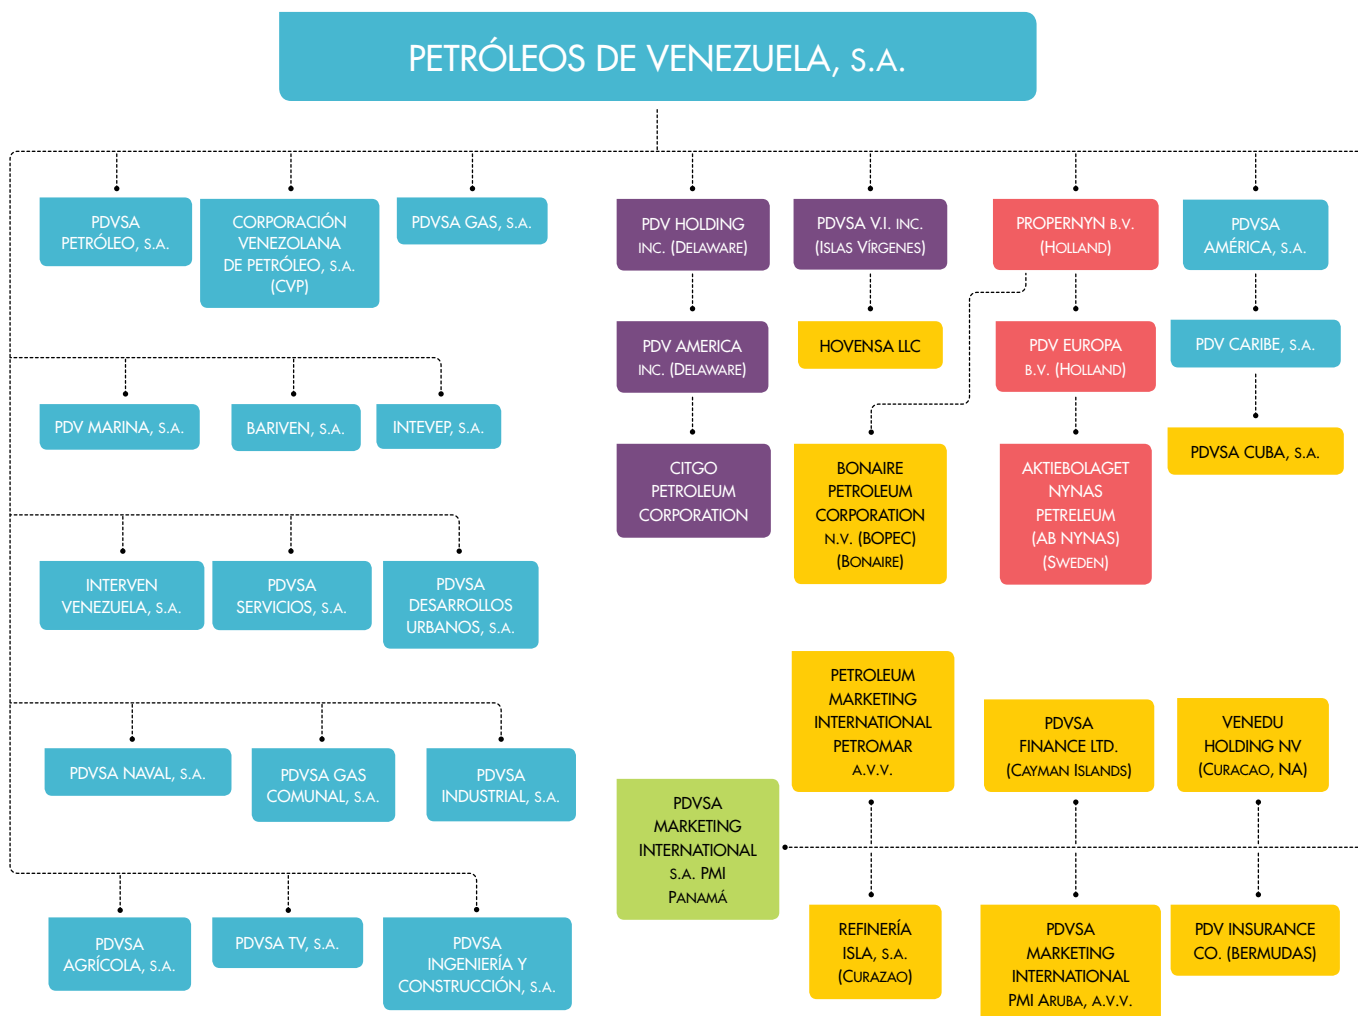 PETRÓLEOS DE VENEZUELA, S.A.
PDVSA
PETRÓLEO, S.A.
CORPORACIÓN
VENEZOLANA
DE PETRÓLEO, S.A.
(CVP)
PDVSA GAS, S.A.
PDV HOLDING
INC. (DELAWARE)
PDVSA V.I. INC.
(ISLAS VÍRGENES)
PROPERNYN B.V.
(HOLLAND)
PDVSA
AMÉRICA, S.A.
PDV AMERICA
INC. (DELAWARE)
HOVENSA LLC
PDV EUROPA
B.V. (HOLLAND)
PDV CARIBE, S.A.
PDV MARINA, S.A.
BARIVEN, S.A.
INTEVEP, S.A.
CITGO
PETROLEUM
CORPORATION
BONAIRE
PETROLEUM
CORPORATION
N.V. (BOPEC)
(BONAIRE)
AKTIEBOLAGET
NYNAS
PETRELEUM
(AB NYNAS)
(SWEDEN)
PDVSA CUBA, S.A.
INTERVEN
VENEZUELA, S.A.
PDVSA
SERVICIOS, S.A.
PDVSA
DESARROLLOS
URBANOS, S.A.
PETROLEUM
MARKETING
INTERNATIONAL
PETROMAR
A.V.V.
PDVSA
FINANCE LTD.
(CAYMAN ISLANDS)
VENEDU
HOLDING NV
(CURACAO, NA)
PDVSA NAVAL, S.A.
PDVSA GAS
COMUNAL, S.A.
PDVSA
INDUSTRIAL, S.A.
PDVSA
MARKETING
INTERNATIONAL
S.A. PMI
PANAMÁ
PDVSA
AGRÍCOLA, S.A.
PDVSA TV, S.A.
PDVSA
INGENIERÍA Y
CONSTRUCCIÓN, S.A.
REFINERÍA
ISLA, S.A.
(CURAZAO)
PDVSA
MARKETING
INTERNATIONAL
PMI ARUBA, A.V.V.
PDV INSURANCE
CO. (BERMUDAS)